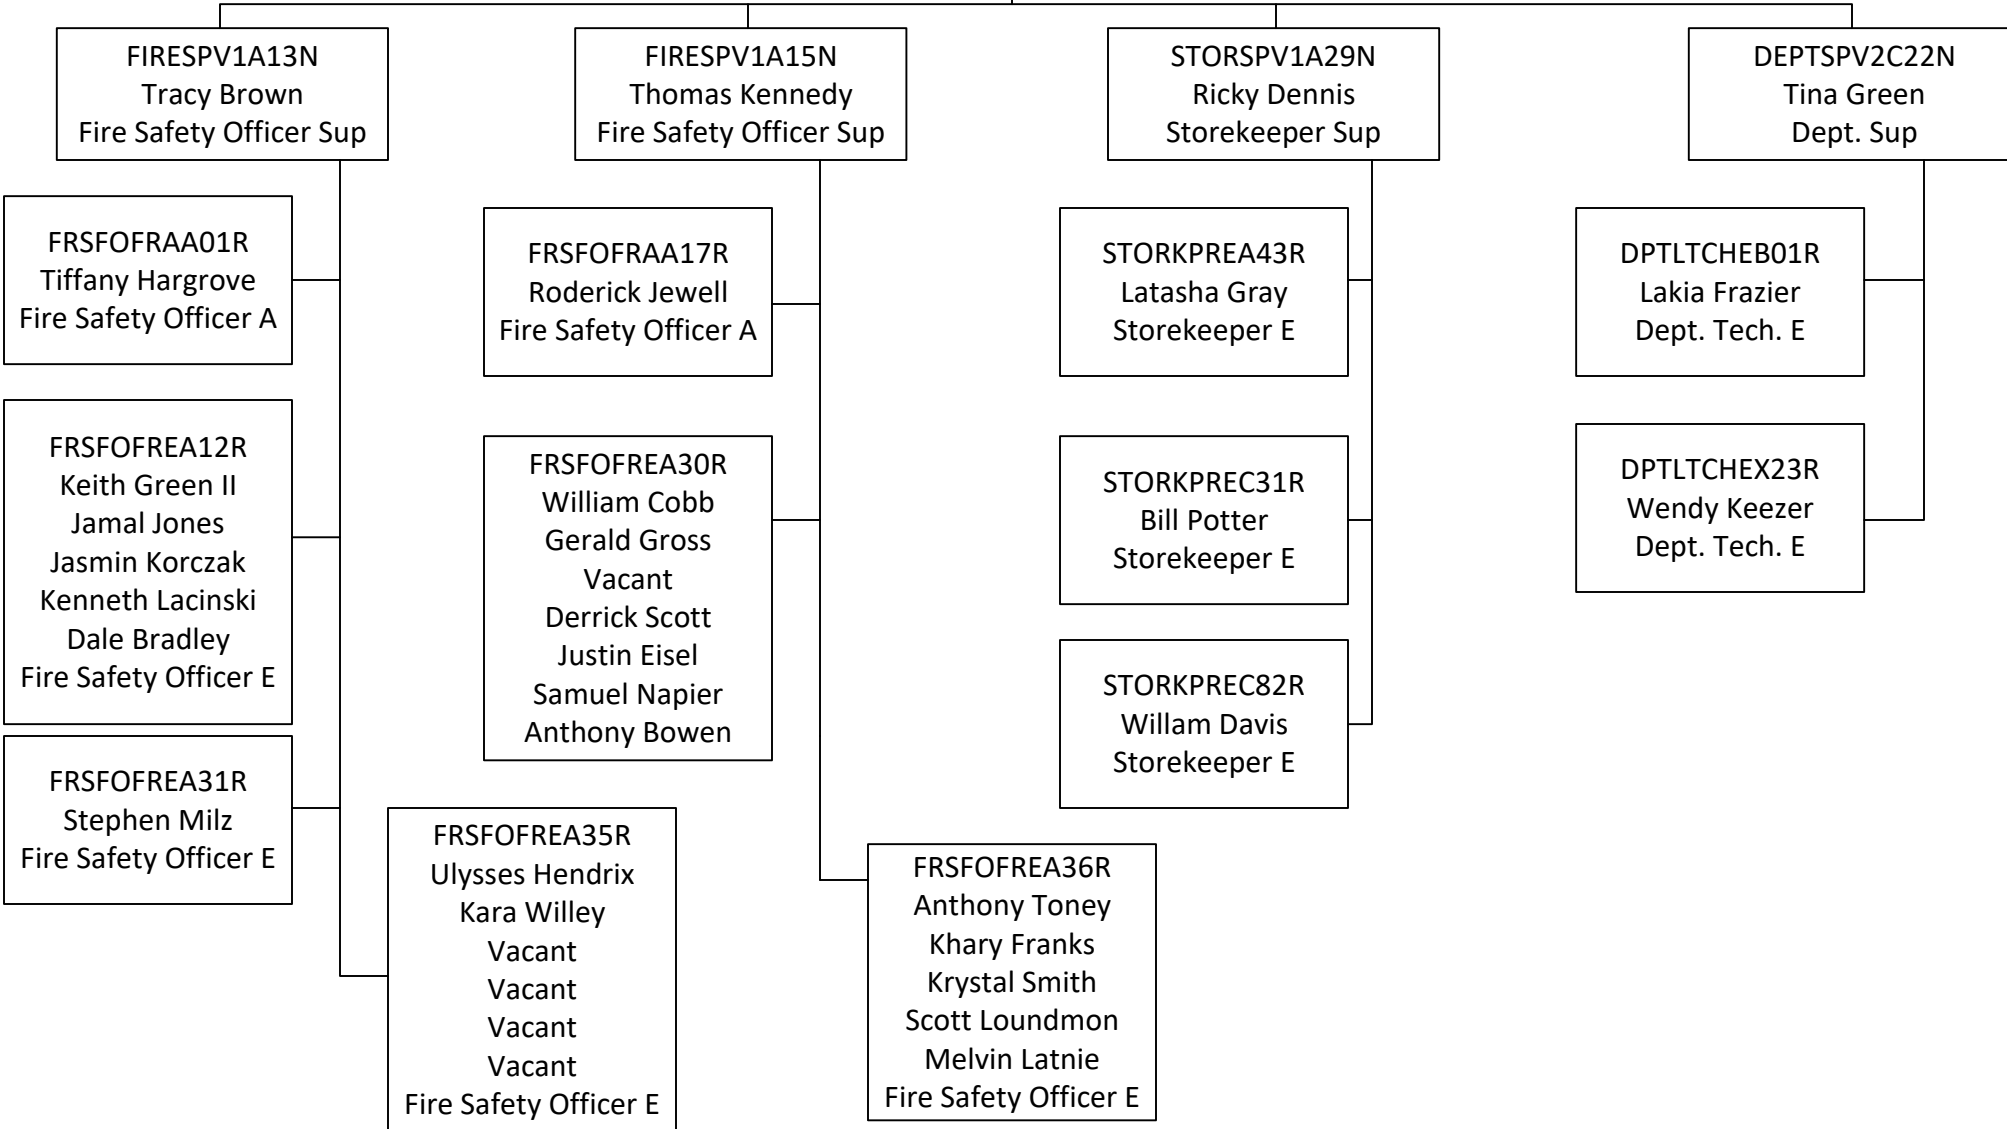 FIRESPV1A13N
Tracy Brown
Fire Safety Officer Sup
FIRESPV1A15N
Thomas Kennedy
Fire Safety Officer Sup
STORSPV1A29N
Ricky Dennis
Storekeeper Sup
DEPTSPV2C22N
Tina Green
Dept. Sup
FRSFOFRAA01R
Tiffany Hargrove
Fire Safety Officer A
FRSFOFREA12R
Keith Green II
Jamal Jones
Jasmin Korczak
Kenneth Lacinski
Dale Bradley
Fire Safety Officer E
FRSFOFREA31R
Stephen Milz
Fire Safety Officer E
FRSFOFREA35R
Ulysses Hendrix
Kara Willey
Vacant
Vacant
Vacant
Vacant
Fire Safety Officer E
FRSFOFRAA17R
Roderick Jewell
Fire Safety Officer A
FRSFOFREA30R
William Cobb
Gerald Gross
Vacant
Derrick Scott
Justin Eisel
Samuel Napier
Anthony Bowen
FRSFOFREA36R
Anthony Toney
Khary Franks
Krystal Smith
Scott Loundmon
Melvin Latnie
Fire Safety Officer E
STORKPREA43R
Latasha Gray
Storekeeper E
STORKPREC31R
Bill Potter
Storekeeper E
STORKPREC82R
Willam Davis
Storekeeper E
DPTLTCHEB01R
Lakia Frazier
Dept. Tech. E
DPTLTCHEX23R
Wendy Keezer
Dept. Tech. E